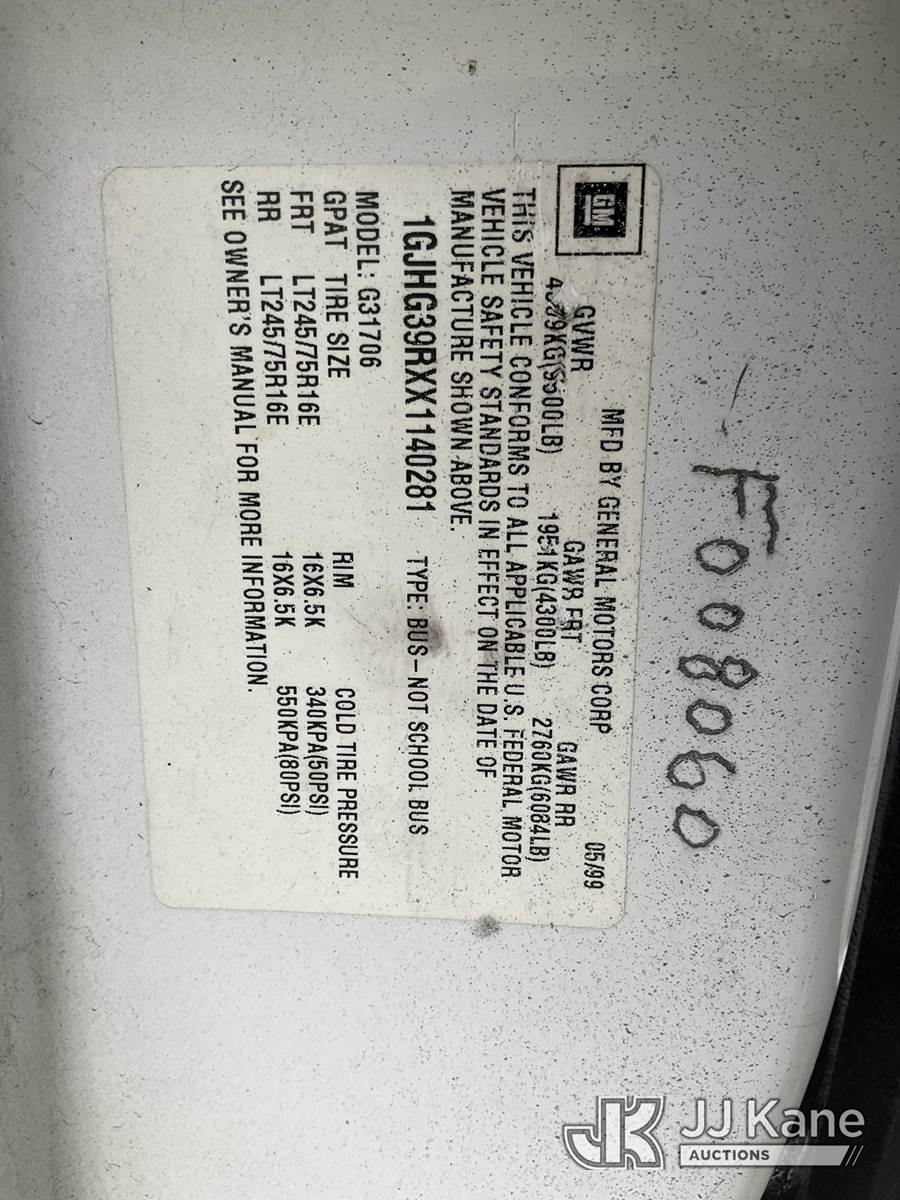 F008060
GM
MFD BY GENERAL MOTORS CORP 05/99
GVWR GAWR FRT GAWR RR
1951KG(4300LB) 2760KG(6084LB)
THIS VEHICLE CONFORMS TO ALL APPLICABLE U.S. FEDERAL MOTOR
VEHICLE SAFETY STANDARDS IN EFFECT ON THE DATE OF
MANUFACTURE SHOWN ABOVE.
1GJHG39RXX1140281 TYPE: BUS-NOT SCHOOL BUS
MODEL: G31706
GPAT TIRE SIZE RIM COLD TIRE PRESSURE
FRT LT245/75R16E 16X6.5K 340KPA(50PSI)
RR LT245/75R16E 16X6.5K 550KPA(80PSI)
SEE OWNER'S MANUAL FOR MORE INFORMATION.
JK JJ Kane
AUCTIONS